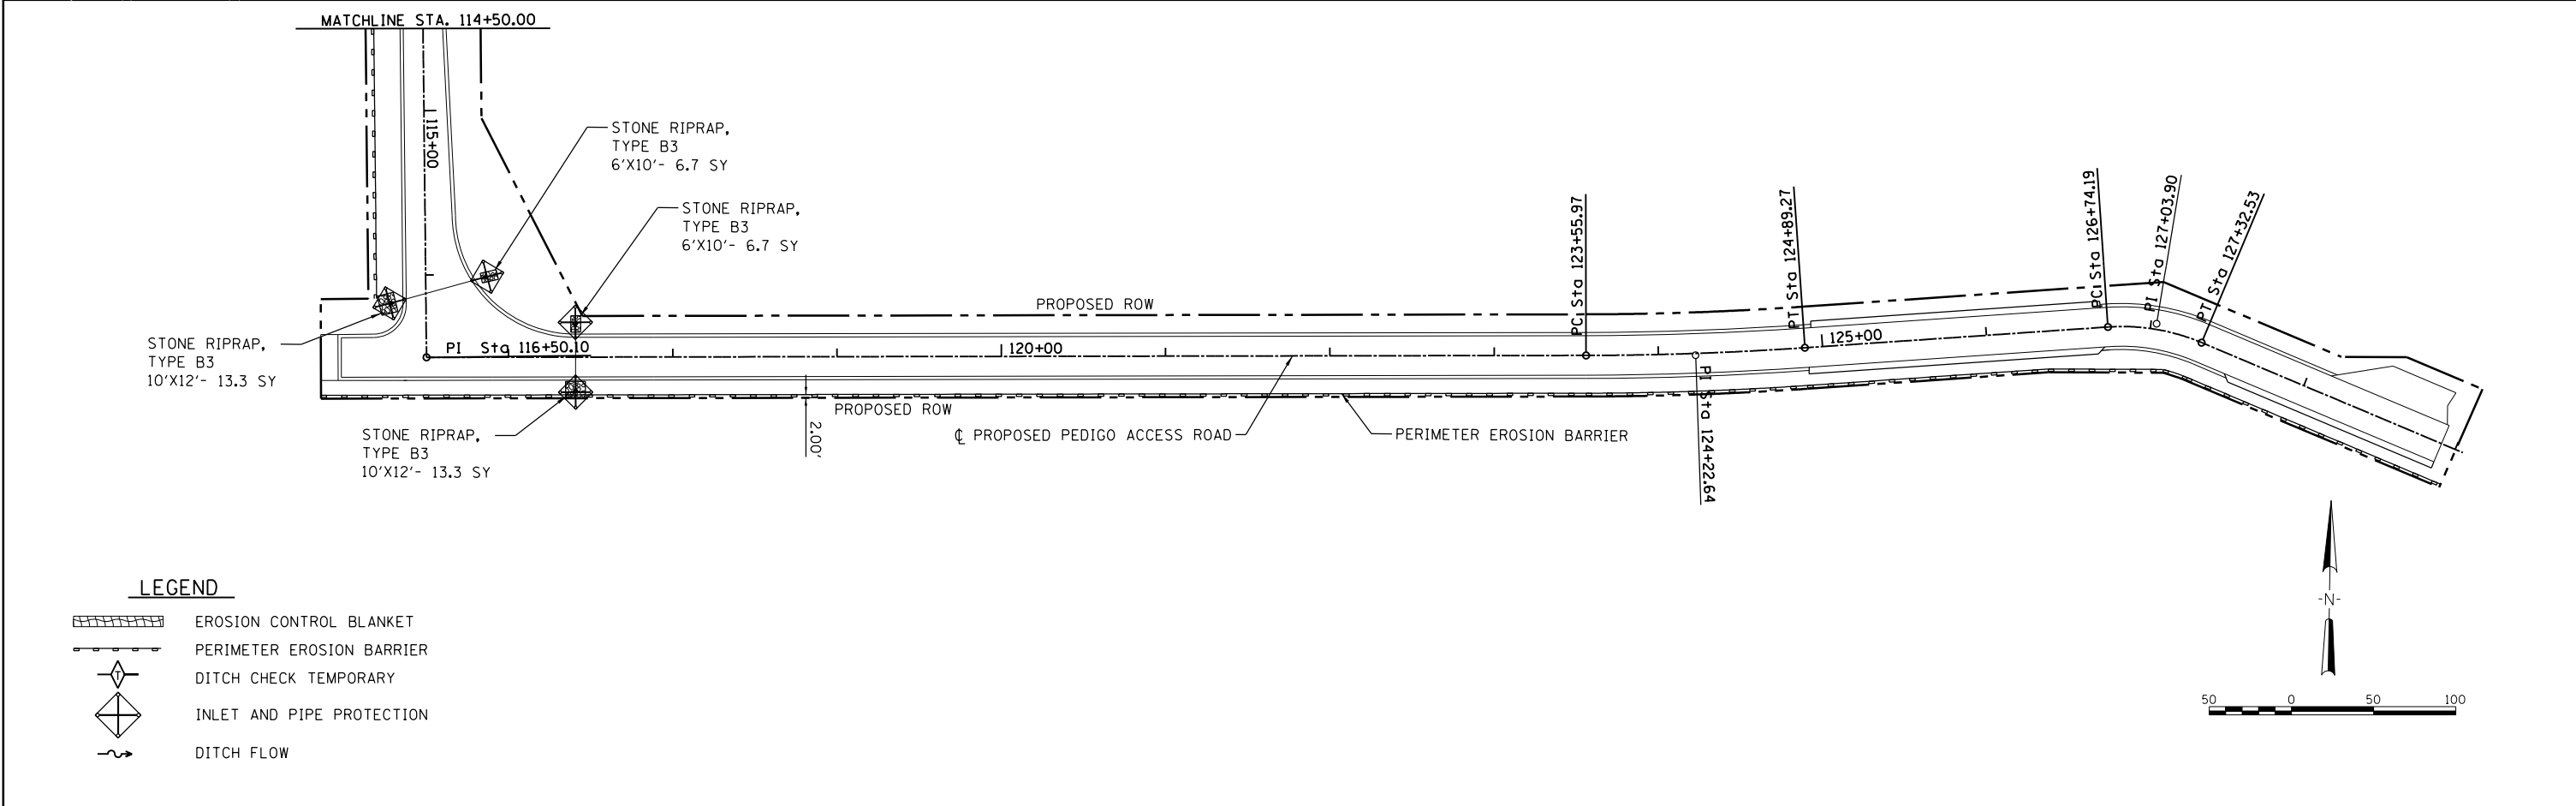 MATCHLINE STA. 114+50.00
115+00
STONE RIPRAP,
TYPE B3
6'X10'- 6.7 SY
STONE RIPRAP,
TYPE B3
6'X10'- 6.7 SY
STONE RIPRAP,
TYPE B3
10'X12'- 13.3 SY
PI Sta 116+50.10
STONE RIPRAP,
TYPE B3
10'X12'- 13.3 SY
PROPOSED ROW
120+00
PROPOSED ROW
2.00'
℄ PROPOSED PEDIGO ACCESS ROAD
PERIMETER EROSION BARRIER
PC Sta 123+55.97
PI Sta 124+22.64
PT Sta 124+89.27
125+00
PC Sta 126+74.19
PI Sta 127+03.90
PT Sta 127+32.53
LEGEND
EROSION CONTROL BLANKET
PERIMETER EROSION BARRIER
T
DITCH CHECK TEMPORARY
INLET AND PIPE PROTECTION
DITCH FLOW
-N-
50 0 50 100